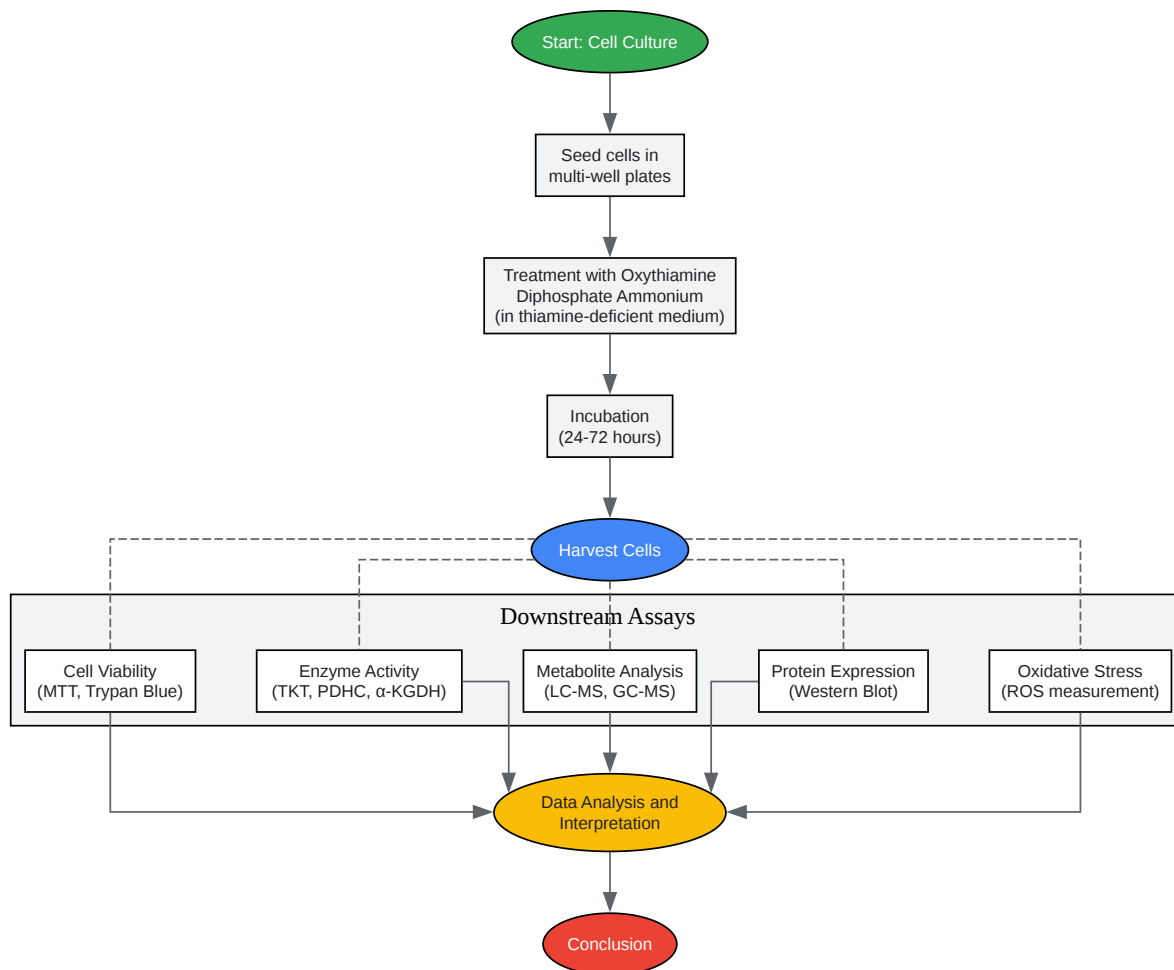 Start: Cell Culture
Seed cells in
multi-well plates
Treatment with Oxythiamine
Diphosphate Ammonium
(in thiamine-deficient medium)
Incubation
(24-72 hours)
Harvest Cells
Downstream Assays
Cell Viability
(MTT, Trypan Blue)
Enzyme Activity
(TKT, PDHC, α-KGDH)
Metabolite Analysis
(LC-MS, GC-MS)
Protein Expression
(Western Blot)
Oxidative Stress
(ROS measurement)
Data Analysis and
Interpretation
Conclusion